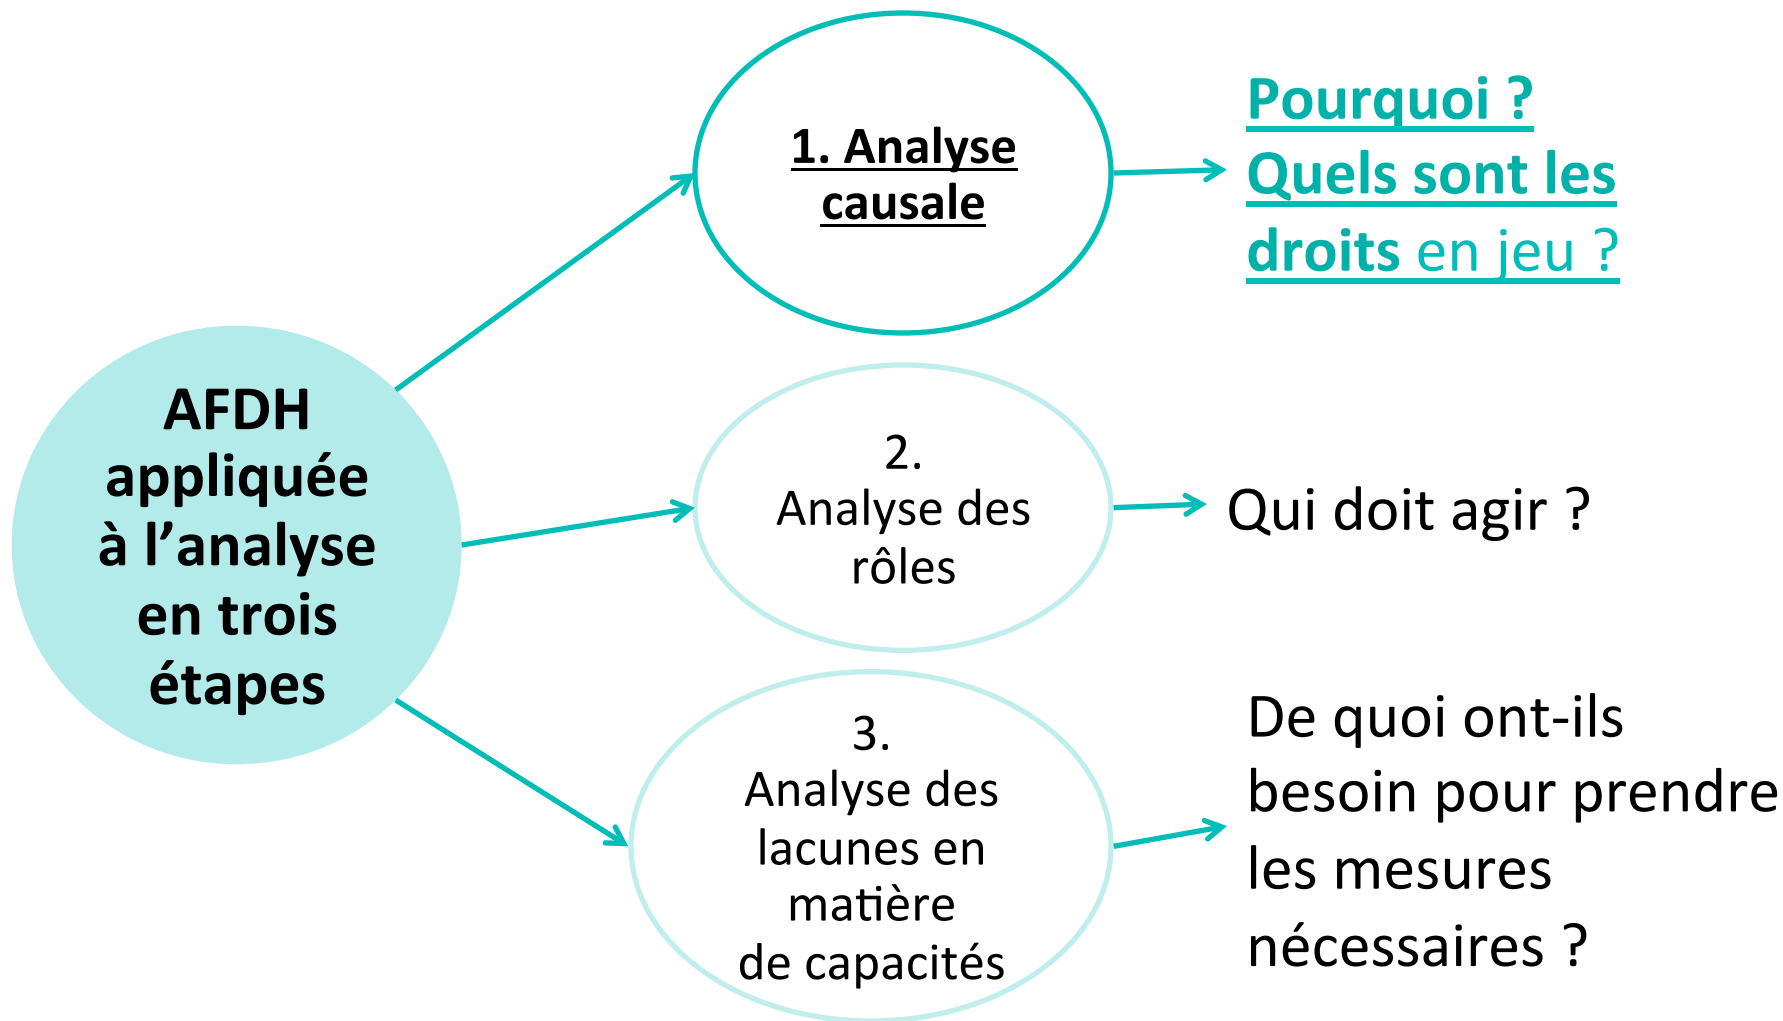 AFDH
appliquée
à l’analyse
en trois
étapes
1. Analyse
causale
Pourquoi ?
Quels sont les
droits en jeu ?
2.
Analyse des
rôles
Qui doit agir ?
3.
Analyse des
lacunes en
matière
de capacités
De quoi ont-ils
besoin pour prendre
les mesures
nécessaires ?